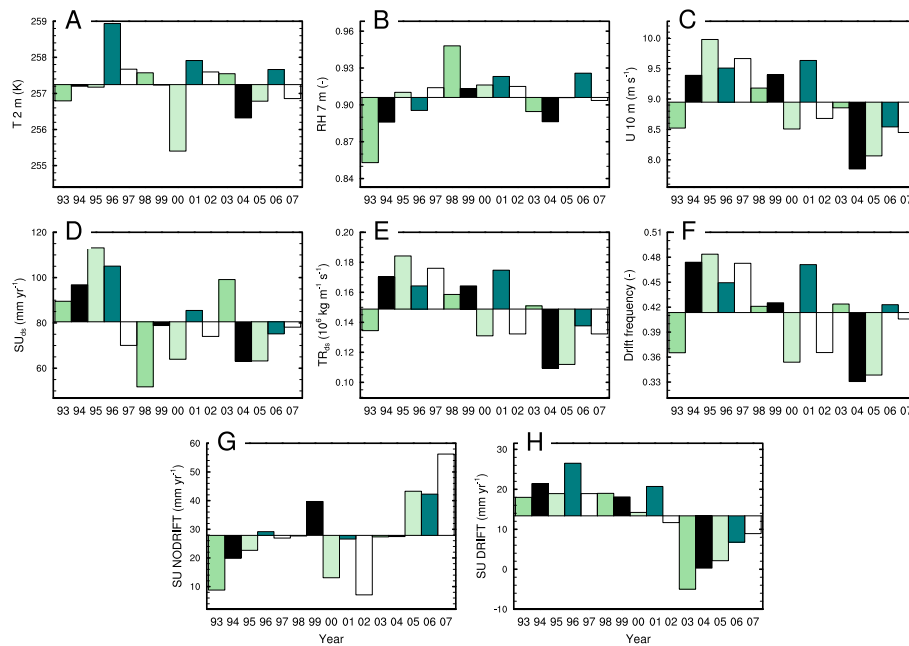 A
B
C
T 2 m (K)
259
258
257
256
255
93 94 95 96 97 98 99 00 01 02 03 04 05 06 07
RH 7 m (-)
0.96
0.93
0.90
0.87
0.84
93 94 95 96 97 98 99 00 01 02 03 04 05 06 07
U 10 m (m s⁻¹)
10.0
9.5
9.0
8.5
8.0
93 94 95 96 97 98 99 00 01 02 03 04 05 06 07
D
E
F
SU_ds (mm yr⁻¹)
120
100
80
60
93 94 95 96 97 98 99 00 01 02 03 04 05 06 07
TR_ds (10⁶ kg m⁻¹ s⁻¹)
0.20
0.18
0.16
0.14
0.12
0.10
93 94 95 96 97 98 99 00 01 02 03 04 05 06 07
Drift frequency (-)
0.51
0.48
0.45
0.42
0.39
0.36
0.33
93 94 95 96 97 98 99 00 01 02 03 04 05 06 07
G
H
SU NODRIFT (mm yr⁻¹)
60
50
40
30
20
10
93 94 95 96 97 98 99 00 01 02 03 04 05 06 07
Year
SU DRIFT (mm yr⁻¹)
30
20
10
0
-10
93 94 95 96 97 98 99 00 01 02 03 04 05 06 07
Year